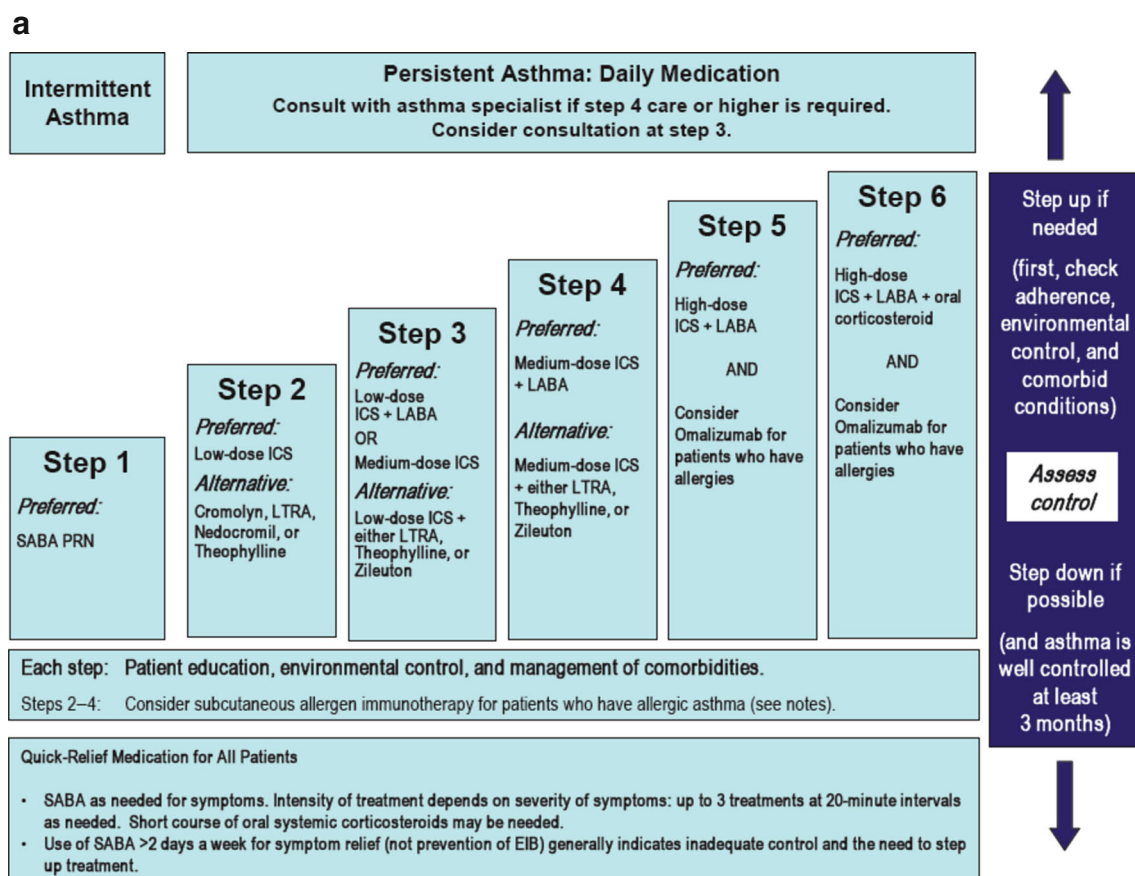 a
Intermittent
Asthma
Persistent Asthma: Daily Medication
Consult with asthma specialist if step 4 care or higher is required.
Consider consultation at step 3.
Step 1
Preferred:
SABA PRN
Step 2
Preferred:
Low-dose ICS
Alternative:
Cromolyn, LTRA,
Nedocromil, or
Theophylline
Step 3
Preferred:
Low-dose
ICS + LABA
OR
Medium-dose ICS
Alternative:
Low-dose ICS +
either LTRA,
Theophylline, or
Zileuton
Step 4
Preferred:
Medium-dose ICS
+ LABA
Alternative:
Medium-dose ICS
+ either LTRA,
Theophylline, or
Zileuton
Step 5
Preferred:
High-dose
ICS + LABA
AND
Consider
Omalizumab for
patients who have
allergies
Step 6
Preferred:
High-dose
ICS + LABA + oral
corticosteroid
AND
Consider
Omalizumab for
patients who have
allergies
Step up if
needed
(first, check
adherence,
environmental
control, and
comorbid
conditions)
Assess
control
Step down if
possible
(and asthma is
well controlled
at least
3 months)
Each step: Patient education, environmental control, and management of comorbidities.
Steps 2–4: Consider subcutaneous allergen immunotherapy for patients who have allergic asthma (see notes).
Quick-Relief Medication for All Patients
• SABA as needed for symptoms. Intensity of treatment depends on severity of symptoms: up to 3 treatments at 20-minute intervals
as needed. Short course of oral systemic corticosteroids may be needed.
• Use of SABA >2 days a week for symptom relief (not prevention of EIB) generally indicates inadequate control and the need to step
up treatment.